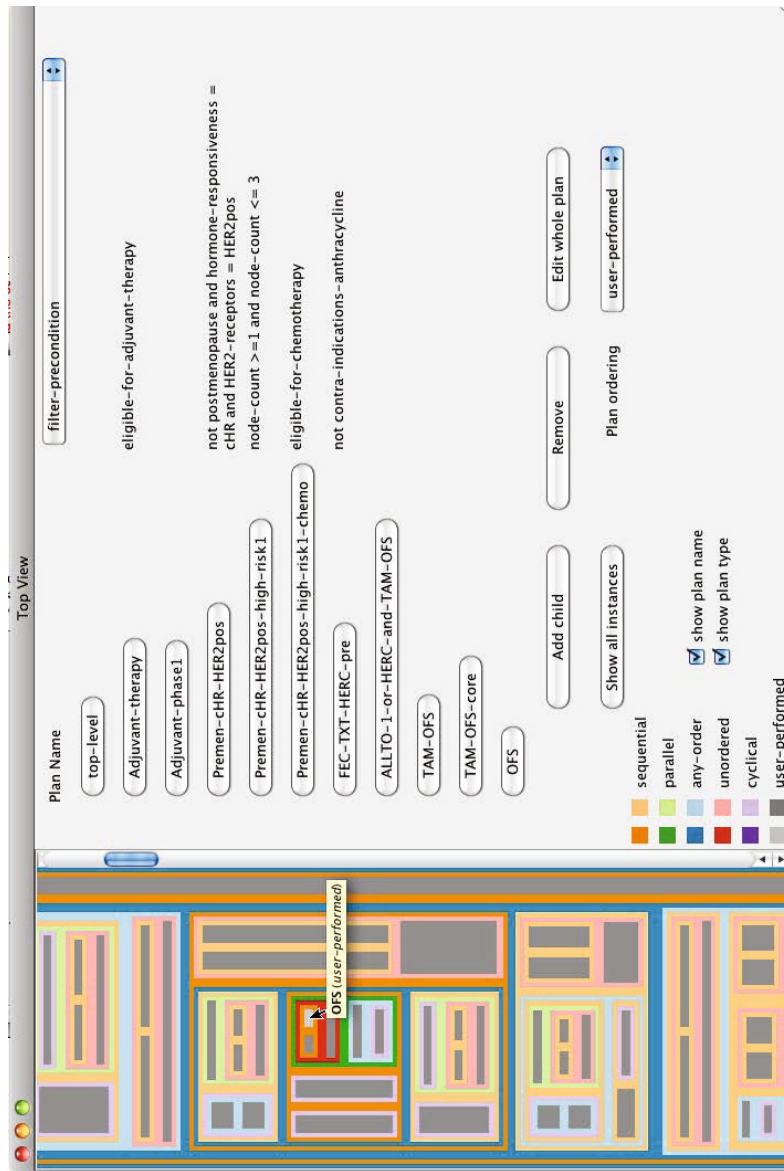 Top View
Plan Name
filter-precondition
top-level
Adjuvant-therapy
eligible-for-adjuvant-therapy
Adjuvant-phase1
Premen-cHR-HER2pos
not postmenopause and hormone-responsiveness =
cHR and HER2-receptors = HER2pos
Premen-cHR-HER2pos-high-risk1
node-count >=1 and node-count <= 3
Premen-cHR-HER2pos-high-risk1-chemo
eligible-for-chemotherapy
FEC-TXT-HERC-pre
not contra-indications-anthracycline
ALLTO-1-or-HERC-and-TAM-OFS
TAM-OFS
TAM-OFS-core
OFS
Add child
Remove
Edit whole plan
Show all instances
Plan ordering
user-performed
sequential
parallel
any-order
show plan name
unordered
show plan type
cyclical
user-performed
OFS (user-performed)